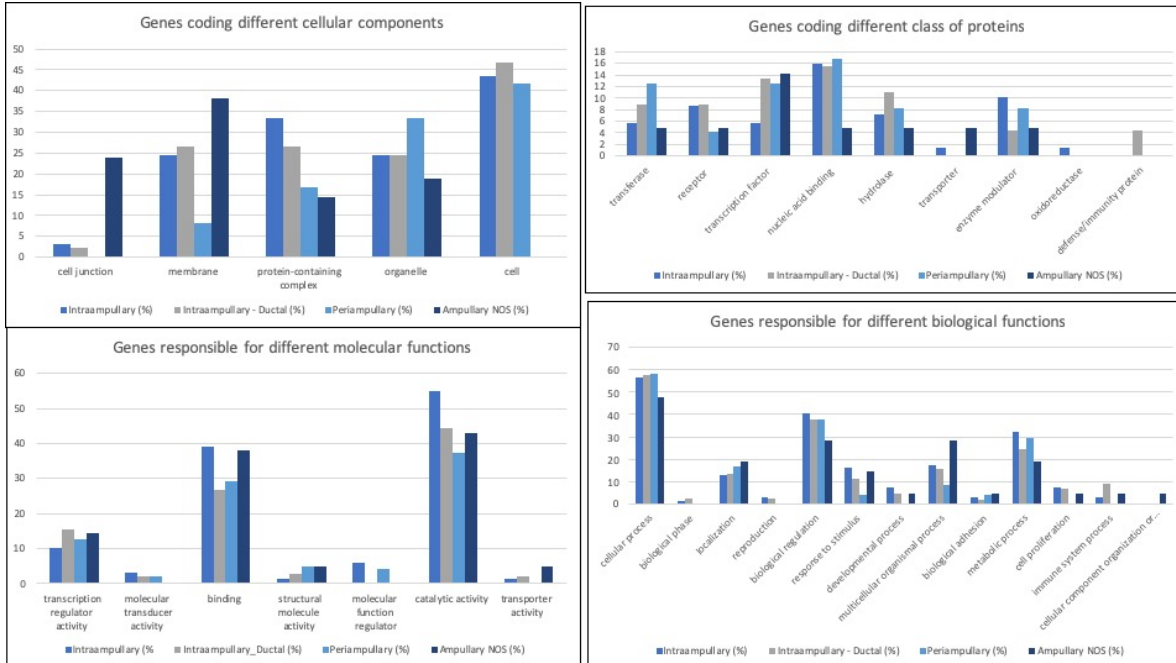 Genes coding different cellular components
50
45
40
35
30
25
20
15
10
5
0
cell junction membrane protein-containing complex organelle cell
Intraampullary (%) Intraampullary - Ductal (%) Periampullary (%) Ampullary NOS (%)
Genes coding different class of proteins
18
16
14
12
10
8
6
4
2
0
transferase
receptor
transcription factor
nucleic acid binding
hydrolase
transporter
enzyme modulator
oxidoreductase
defense/immunity protein
Intraampullary (%) Intraampullary - Ductal (%) Periampullary (%) Ampullary NOS (%)
Genes responsible for different molecular functions
60
50
40
30
20
10
0
transcription regulator activity
molecular transducer activity
binding
structural molecule activity
molecular function regulator
catalytic activity
transporter activity
Intraampullary (% Intraampullary_Ductal (%) Periampullary (%) Ampullary NOS (%)
Genes responsible for different biological functions
70
60
50
40
30
20
10
0
cellular process
biological phase
localization
reproduction
biological regulation
response to stimulus
developmental process
multicellular organismal process
biological adhesion
metabolic process
cell proliferation
immune system process
cellular component organization or...
Intraampullary (%) Intraampullary - Ductal (%) Periampullary (%) Ampullary NOS (%)